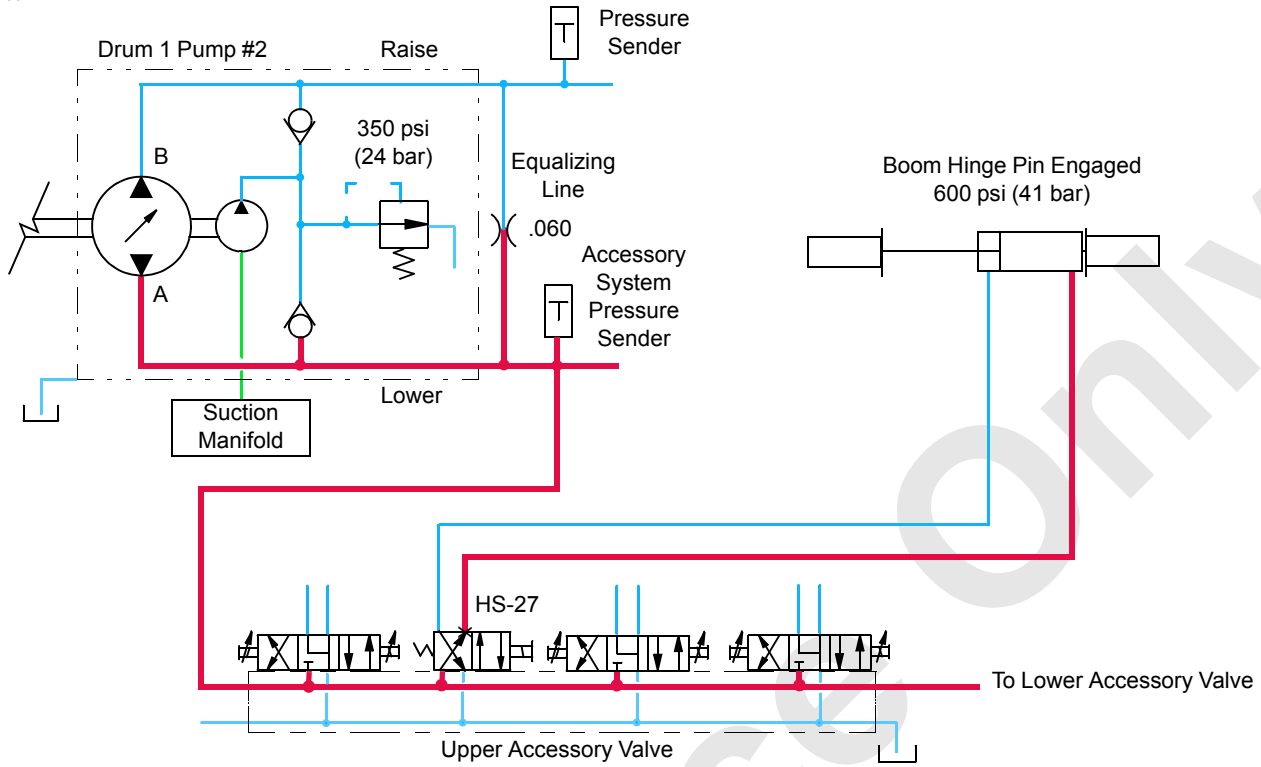 Pressure
Sender
Drum 1 Pump #2
Raise
350 psi
(24 bar)
B
Equalizing
Line
.060
Boom Hinge Pin Engaged
600 psi (41 bar)
A
Accessory
System
Pressure
Sender
Lower
Suction
Manifold
HS-27
To Lower Accessory Valve
Upper Accessory Valve
e Only